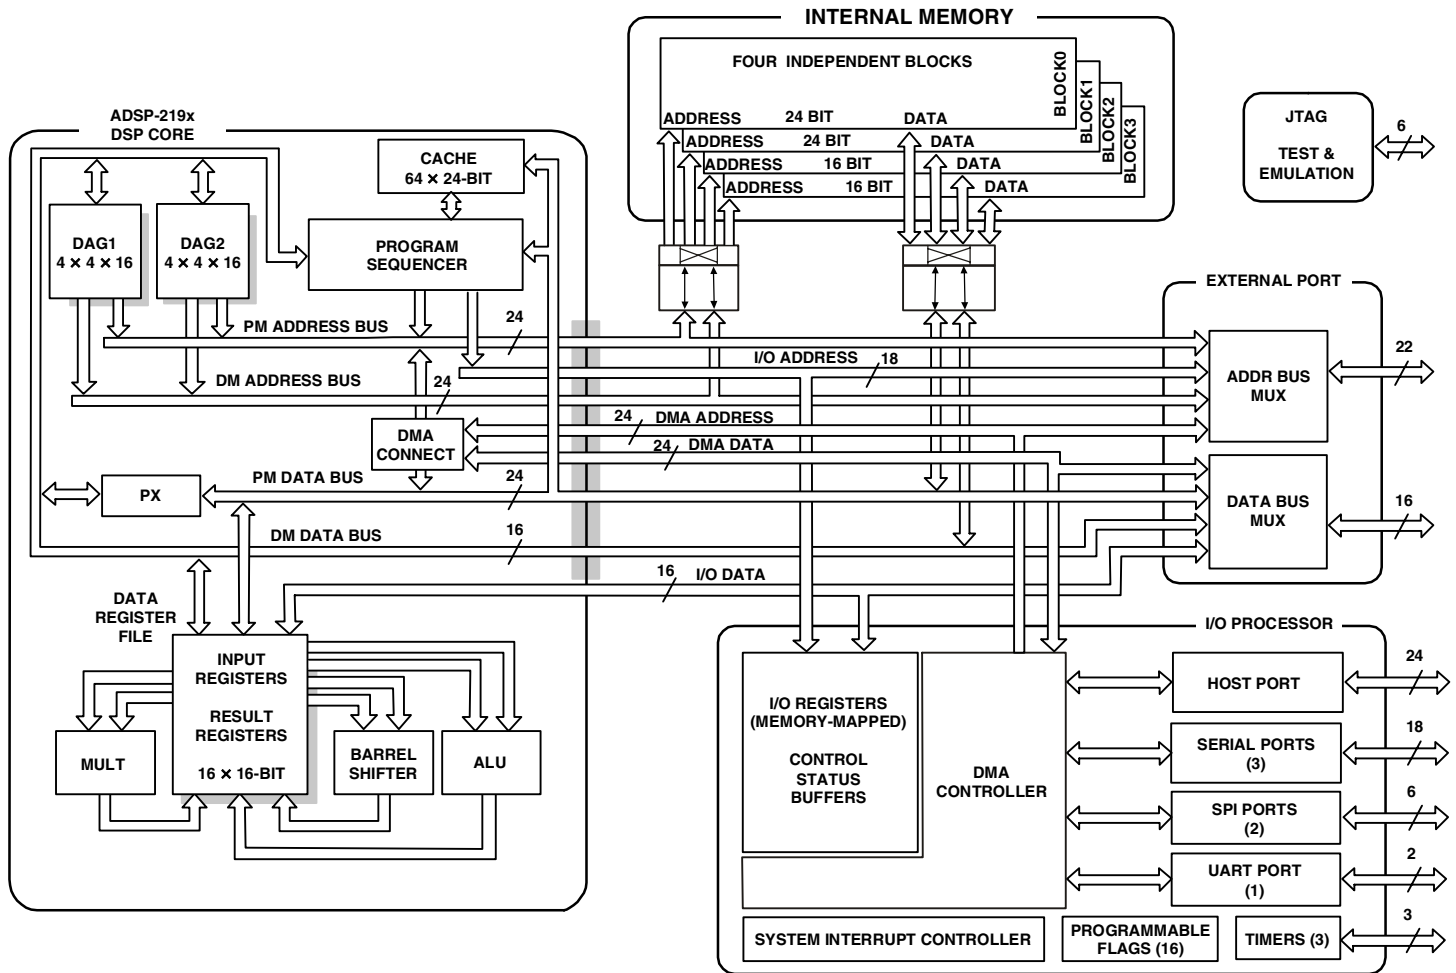 INTERNAL MEMORY
FOUR INDEPENDENT BLOCKS
BLOCK0
BLOCK1
BLOCK2
BLOCK3
ADDRESS 24 BIT DATA
ADDRESS 24 BIT DATA
ADDRESS 16 BIT DATA
ADDRESS 16 BIT DATA
JTAG
TEST &
EMULATION
6
ADSP-219x
DSP CORE
CACHE
64 × 24-BIT
DAG1
4 × 4 × 16
DAG2
4 × 4 × 16
PROGRAM
SEQUENCER
PM ADDRESS BUS
24
I/O ADDRESS
18
DM ADDRESS BUS
24
DMA
CONNECT
24
DMA ADDRESS
24
DMA DATA
PX
PM DATA BUS
24
DM DATA BUS
16
16
I/O DATA
EXTERNAL PORT
ADDR BUS
MUX
22
DATA BUS
MUX
16
DATA
REGISTER
FILE
INPUT
REGISTERS
RESULT
REGISTERS
16 × 16-BIT
MULT
BARREL
SHIFTER
ALU
I/O PROCESSOR
I/O REGISTERS
(MEMORY-MAPPED)
CONTROL
STATUS
BUFFERS
DMA
CONTROLLER
HOST PORT
24
SERIAL PORTS
(3)
18
SPI PORTS
(2)
6
UART PORT
(1)
2
SYSTEM INTERRUPT CONTROLLER
PROGRAMMABLE
FLAGS (16)
TIMERS (3)
3